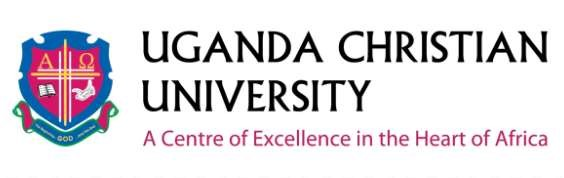 UGANDA CHRISTIAN
UNIVERSITY
A Centre of Excellence in the Heart of Africa
A Ω
GOD